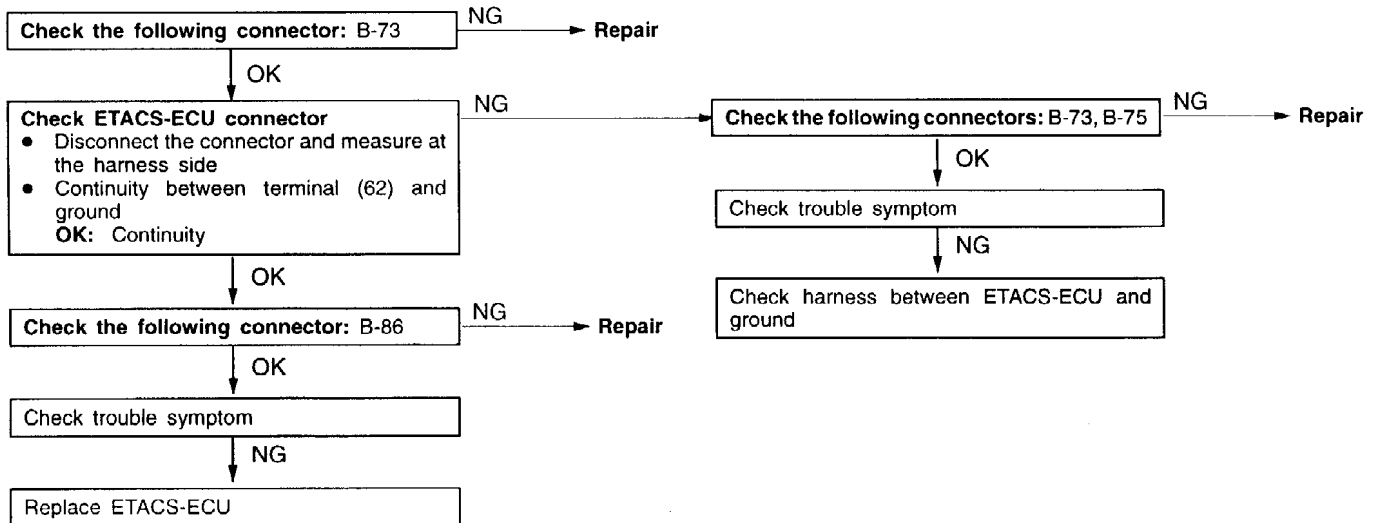 Check the following connector: B-73
NG
Repair
OK
Check ETACS-ECU connector
● Disconnect the connector and measure at
the harness side
● Continuity between terminal (62) and
ground
OK: Continuity
NG
Check the following connectors: B-73, B-75
NG
Repair
OK
Check trouble symptom
NG
Check harness between ETACS-ECU and
ground
OK
Check the following connector: B-86
NG
Repair
OK
Check trouble symptom
NG
Replace ETACS-ECU